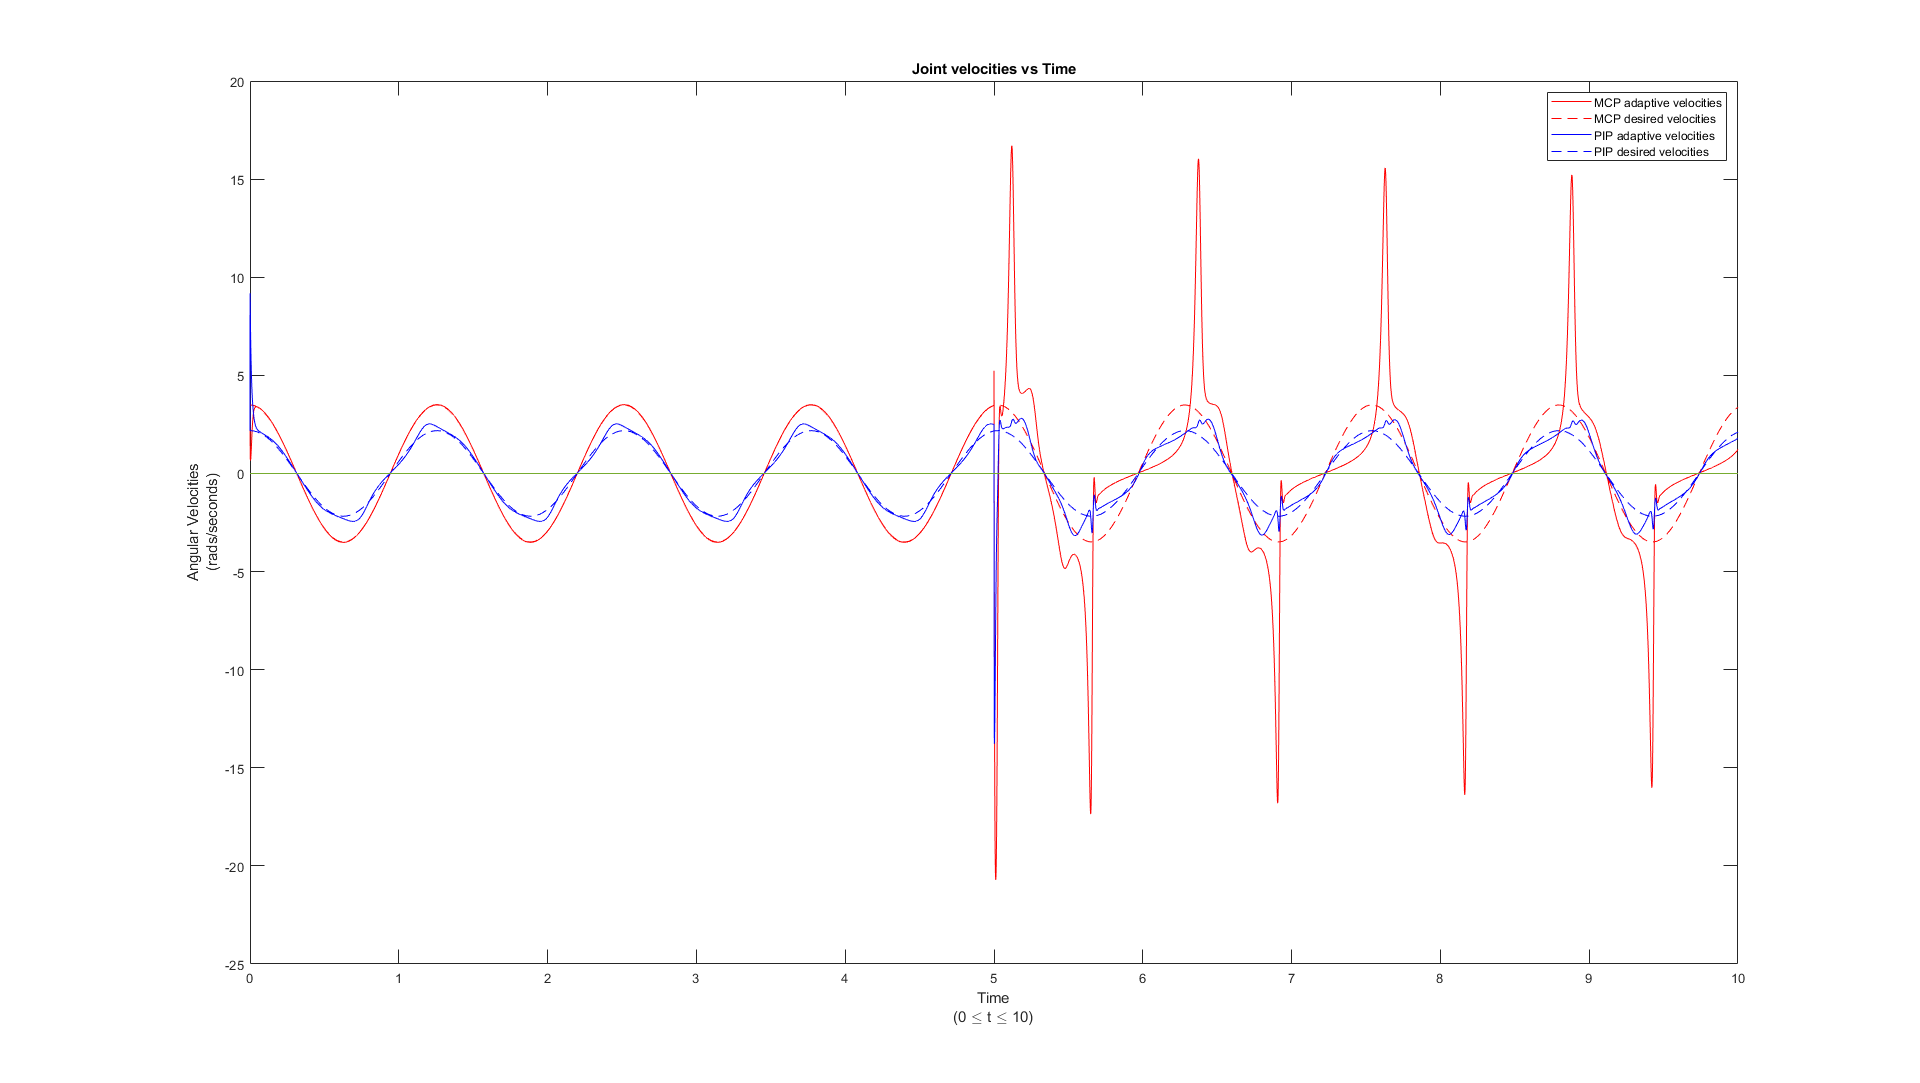 Joint velocities vs Time
MCP adaptive velocities
MCP desired velocities
PIP adaptive velocities
PIP desired velocities
20
15
10
5
0
-5
-10
-15
-20
-25
Angular Velocities
(rads/seconds)
0 1 2 3 4 5 6 7 8 9 10
Time
(0 ≤ t ≤ 10)